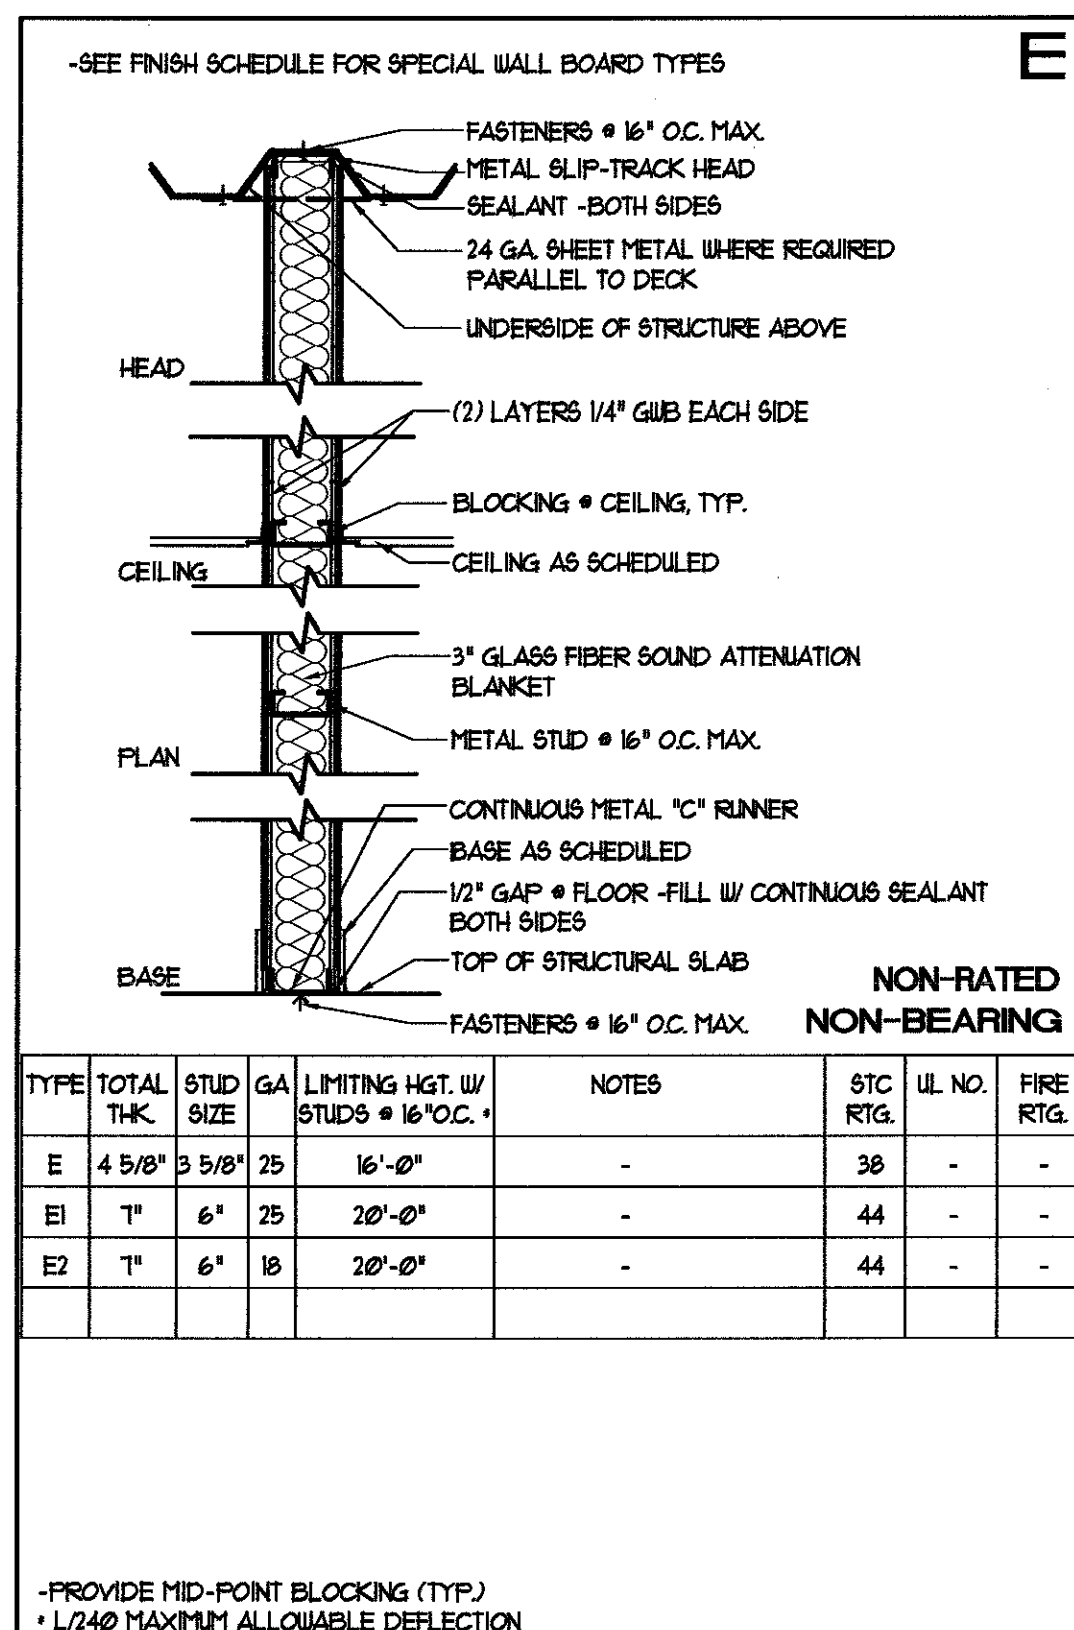 -SEE FINISH SCHEDULE FOR SPECIAL WALL BOARD TYPES
E
FASTENERS @ 16" O.C. MAX.
METAL SLIP-TRACK HEAD
SEALANT -BOTH SIDES
24 GA. SHEET METAL WHERE REQUIRED
PARALLEL TO DECK
UNDERSIDE OF STRUCTURE ABOVE
HEAD
(2) LAYERS 1/4" GWB EACH SIDE
BLOCKING @ CEILING, TYP.
CEILING AS SCHEDULED
CEILING
3" GLASS FIBER SOUND ATTENUATION
BLANKET
METAL STUD @ 16" O.C. MAX.
PLAN
CONTINUOUS METAL "C" RUNNER
BASE AS SCHEDULED
1/2" GAP @ FLOOR -FILL W/ CONTINUOUS SEALANT
BOTH SIDES
TOP OF STRUCTURAL SLAB
BASE
FASTENERS @ 16" O.C. MAX.
NON-RATED
NON-BEARING
TYPE TOTAL THK. STUD SIZE GA LIMITING HGT. W/ STUDS @ 16"O.C. * NOTES STC RTG. UL NO. FIRE RTG.
E 4 5/8" 3 5/8" 25 16'-0" - 38 - -
E1 7" 6" 25 20'-0" - 44 - -
E2 7" 6" 18 20'-0" - 44 - -
-PROVIDE MID-POINT BLOCKING (TYP.)
* L/240 MAXIMUM ALLOWABLE DEFLECTION